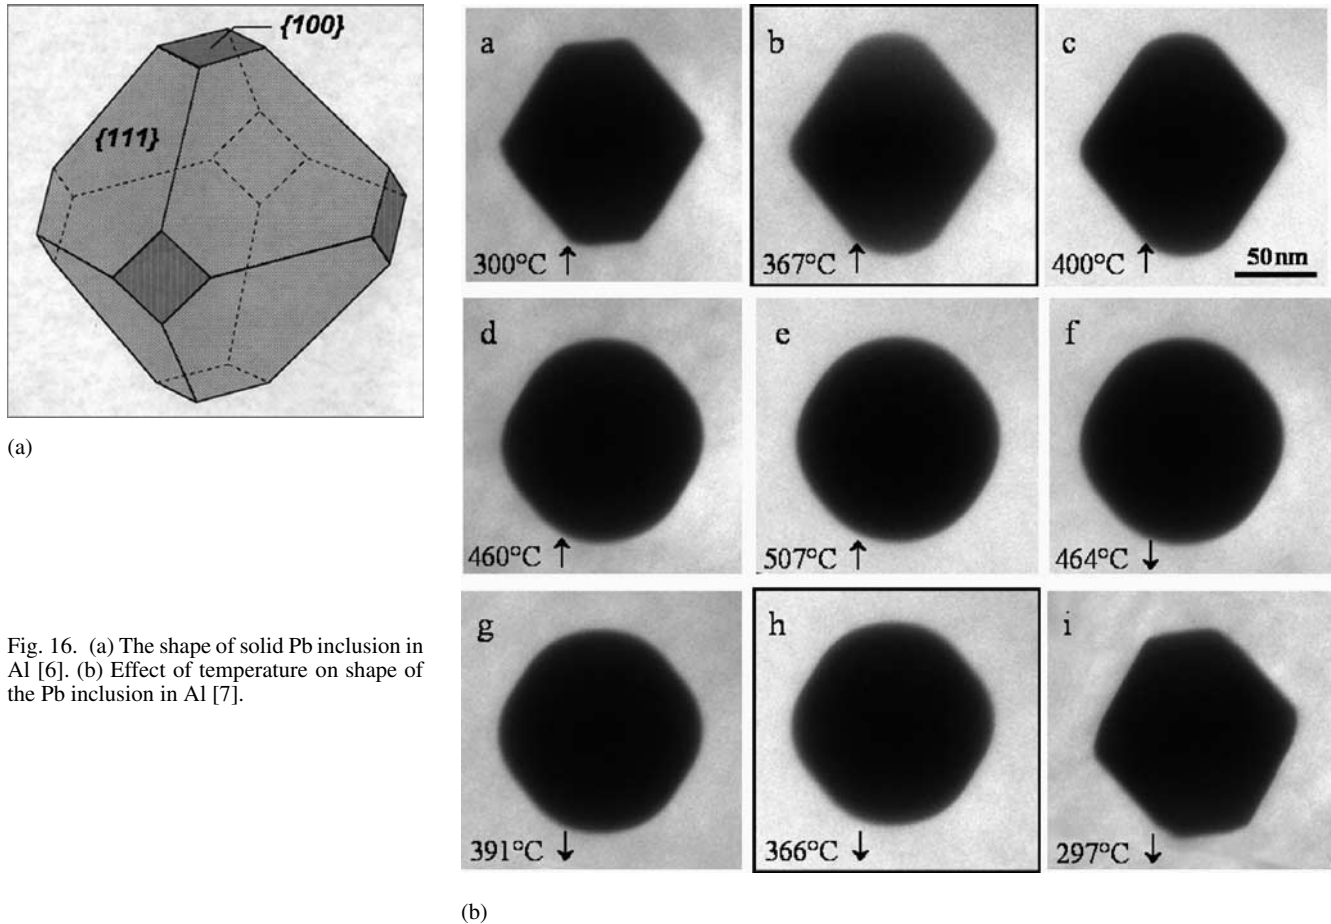 {100}
{111}
(a)
Fig. 16. (a) The shape of solid Pb inclusion in
Al [6]. (b) Effect of temperature on shape of
the Pb inclusion in Al [7].
a
300°C ↑
b
367°C ↑
c
400°C ↑
50 nm
d
460°C ↑
e
507°C ↑
f
464°C ↓
g
391°C ↓
h
366°C ↓
i
297°C ↓
(b)